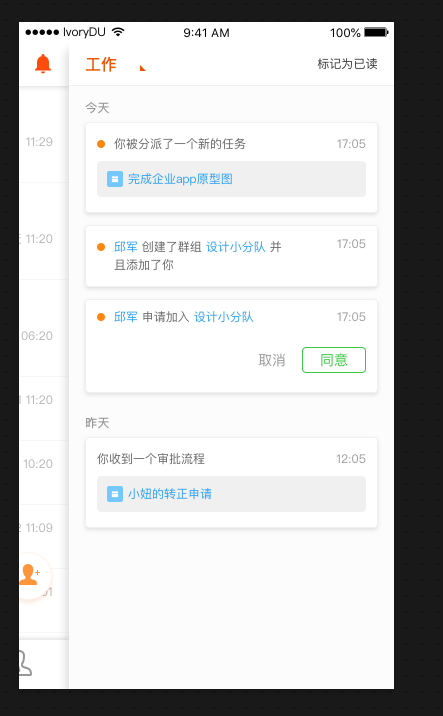 IvoryDU 9:41 AM 100%
工作 标记为已读
今天
11:29
你被分派了一个新的任务 17:05
完成企业app原型图
11:20
邱军 创建了群组 设计小分队 并 17:05
且添加了你
邱军 申请加入 设计小分队 17:05
06:20
取消 同意
11:20
昨天
10:20
你收到一个审批流程 12:05
小妞的转正申请
11:09